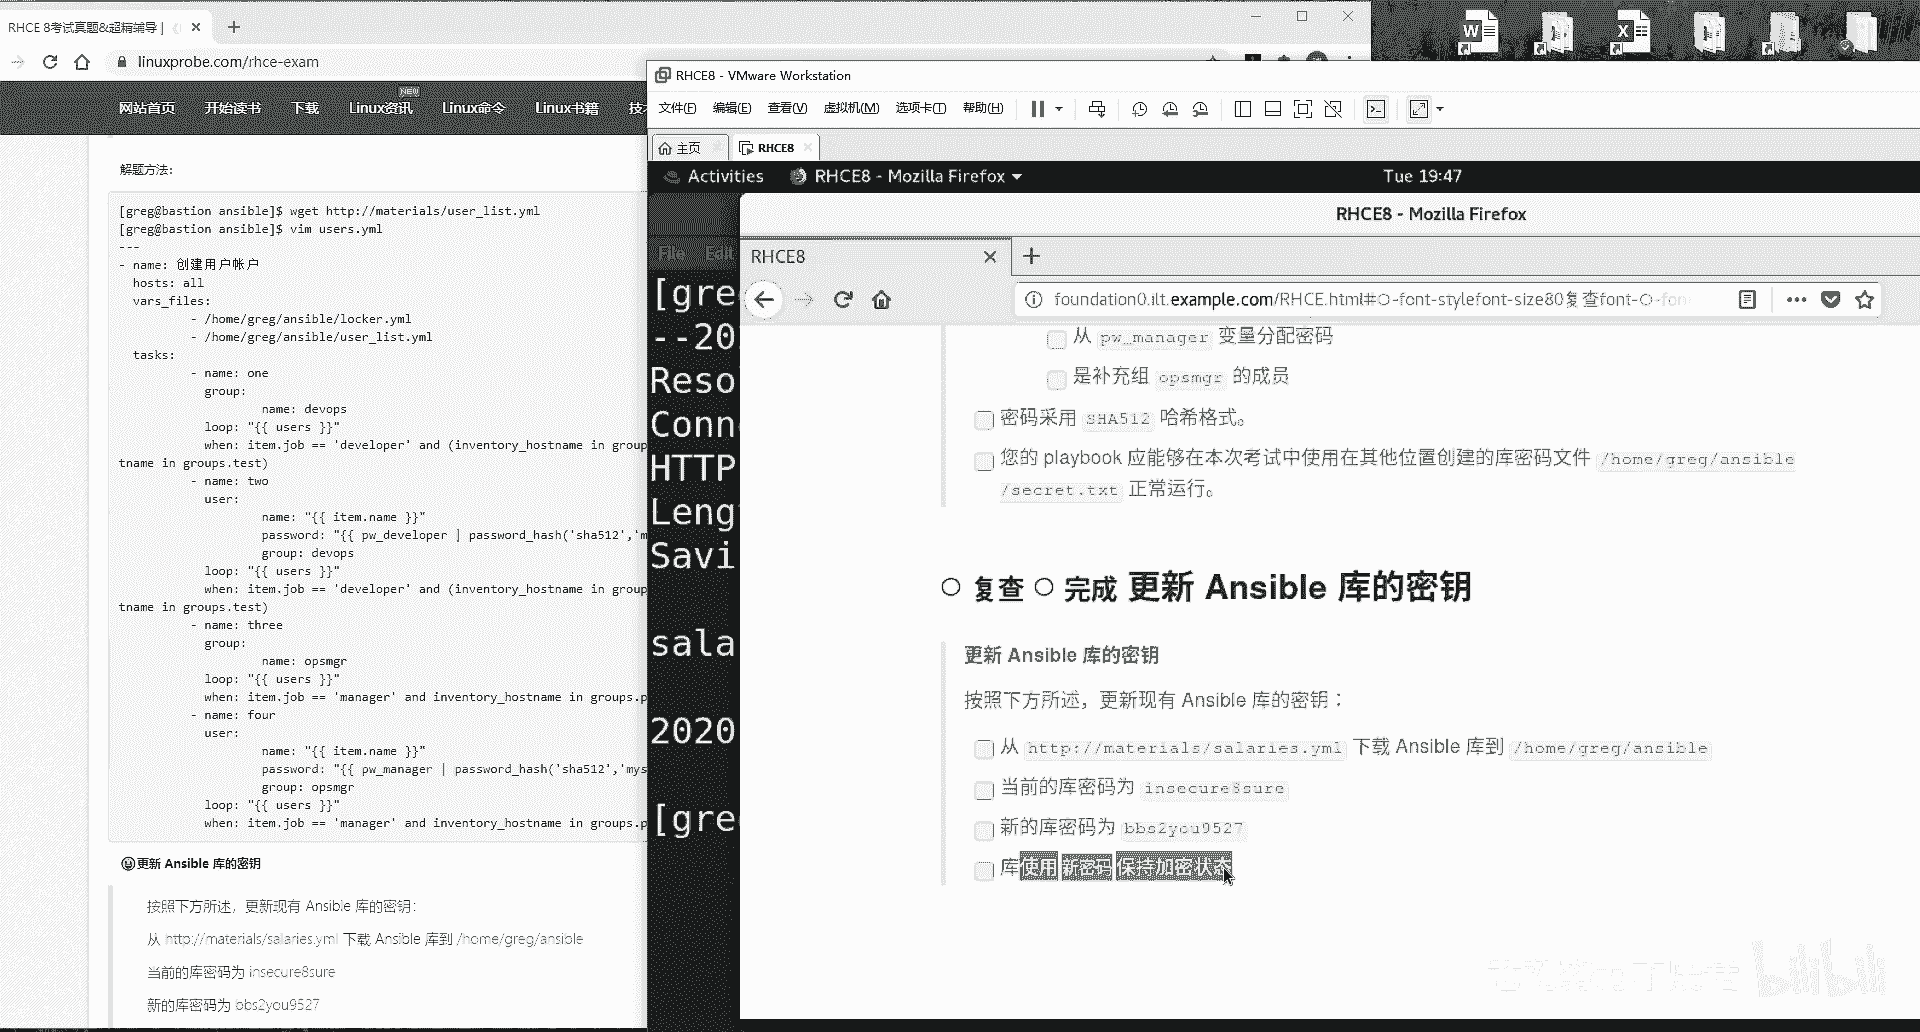 RHCE 8考试真题&超精辅导 |
linuxprobe.com/rhce-exam
网站首页 开始读书 下载 Linux资讯 NEW Linux命令 Linux书籍
解题方法:
[greg@bastion ansible]$ wget http://materials/user_list.yml
[greg@bastion ansible]$ vim users.yml
---
- name: 创建用户帐户
hosts: all
vars_files:
- /home/greg/ansible/locker.yml
- /home/greg/ansible/user_list.yml
tasks:
- name: one
group:
name: devops
loop: "{{ users }}"
when: item.job == 'developer' and (inventory_hostname in group
tname in groups.test)
- name: two
user:
name: "{{ item.name }}"
password: "{{ pw_developer | password_hash('sha512','m
group: devops
loop: "{{ users }}"
when: item.job == 'developer' and (inventory_hostname in group
tname in groups.test)
- name: three
group:
name: opsmgr
loop: "{{ users }}"
when: item.job == 'manager' and inventory_hostname in groups.p
- name: four
user:
name: "{{ item.name }}"
password: "{{ pw_manager | password_hash('sha512','mys
group: opsmgr
loop: "{{ users }}"
when: item.job == 'manager' and inventory_hostname in groups.p
更新 Ansible 库的密钥
按照下方所述，更新现有 Ansible 库的密钥:
从 http://materials/salaries.yml 下载 Ansible 库到 /home/greg/ansible
当前的库密码为 insecure8sure
新的库密码为 bbs2you9527
RHCE8 - VMware Workstation
文件(F) 编辑(E) 查看(V) 虚拟机(M) 选项卡(T) 帮助(H)
主页 RHCE8
Activities RHCE8 - Mozilla Firefox Tue 19:47
RHCE8 - Mozilla Firefox
File Edit
RHCE8
foundation0.ilt.example.com/RHCE.html#○-font-stylefont-size80复查font-○-fon
[gre
--20
Reso
Conn
HTTP
Leng
Savi
sala
2020
[gre
从 pw_manager 变量分配密码
是补充组 opsmgr 的成员
密码采用 SHA512 哈希格式。
您的 playbook 应能够在本次考试中使用在其他位置创建的库密码文件 /home/greg/ansible
/secret.txt 正常运行。
○ 复查 ○ 完成 更新 Ansible 库的密钥
更新 Ansible 库的密钥
按照下方所述，更新现有 Ansible 库的密钥：
从 http://materials/salaries.yml 下载 Ansible 库到 /home/greg/ansible
当前的库密码为 insecure8sure
新的库密码为 bbs2you9527
库使用 新密码 保持加密状态
bilibili